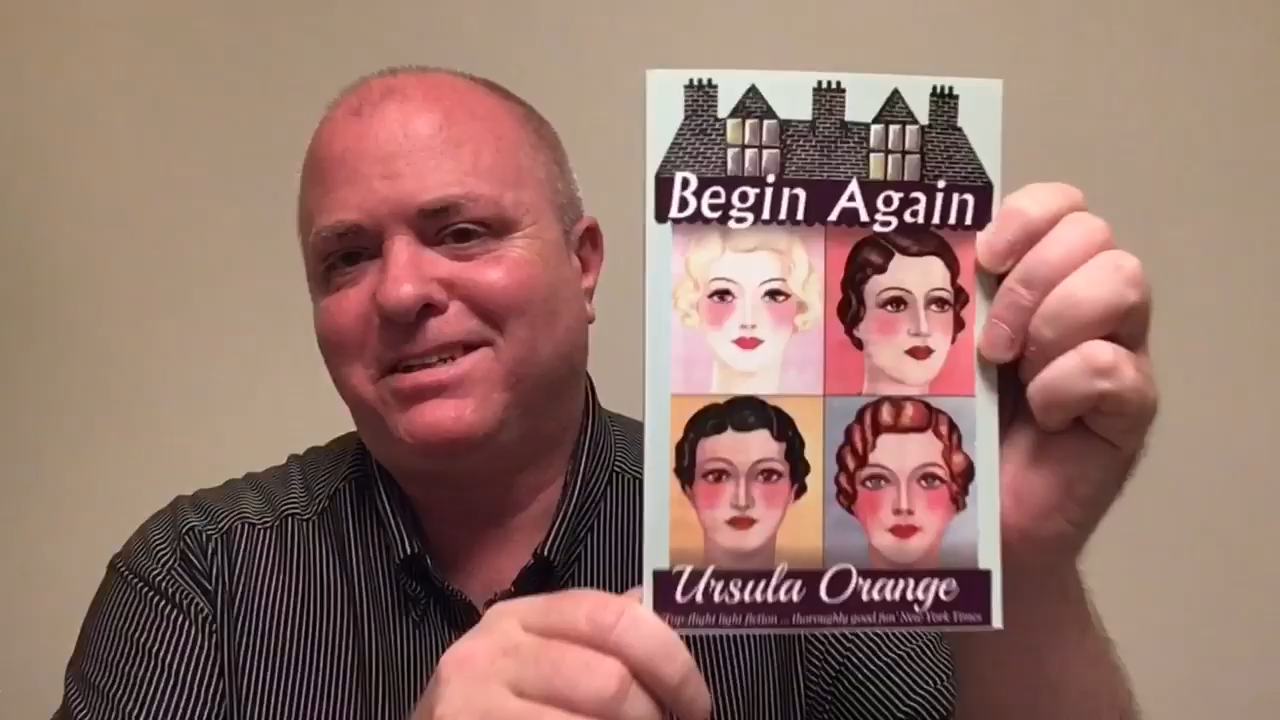 Begin Again
Ursula Orange
'Top-flight light fiction ... thoroughly good fun' New York Times